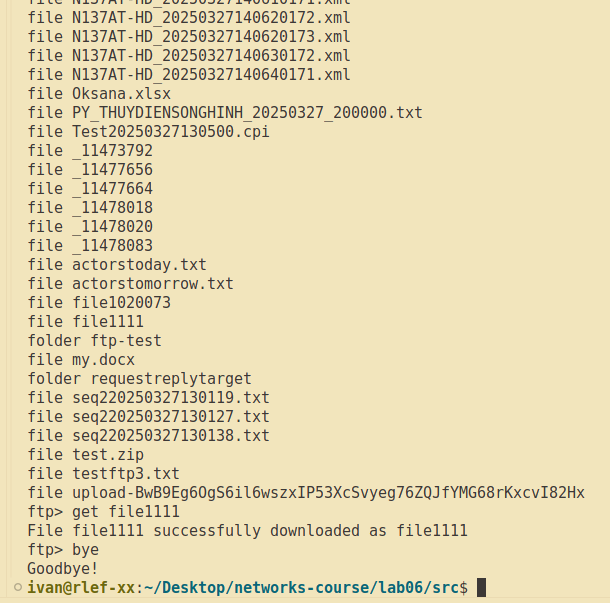 file N137AT-HD_20250327140610171.xml
file N137AT-HD_20250327140620172.xml
file N137AT-HD_20250327140620173.xml
file N137AT-HD_20250327140630172.xml
file N137AT-HD_20250327140640171.xml
file Oksana.xlsx
file PY_THUYDIENSONGHINH_20250327_200000.txt
file Test20250327130500.cpi
file _11473792
file _11477656
file _11477664
file _11478018
file _11478020
file _11478083
file actorstoday.txt
file actorstomorrow.txt
file file1020073
file file1111
folder ftp-test
file my.docx
folder requestreplytarget
file seq220250327130119.txt
file seq220250327130127.txt
file seq220250327130138.txt
file test.zip
file testftp3.txt
file upload-BwB9Eg6OgS6il6wszxIP53XcSvyeg76ZQJfYMG68rKxcvI82Hx
ftp> get file1111
File file1111 successfully downloaded as file1111
ftp> bye
Goodbye!
ivan@rlef-xx:~/Desktop/networks-course/lab06/src$